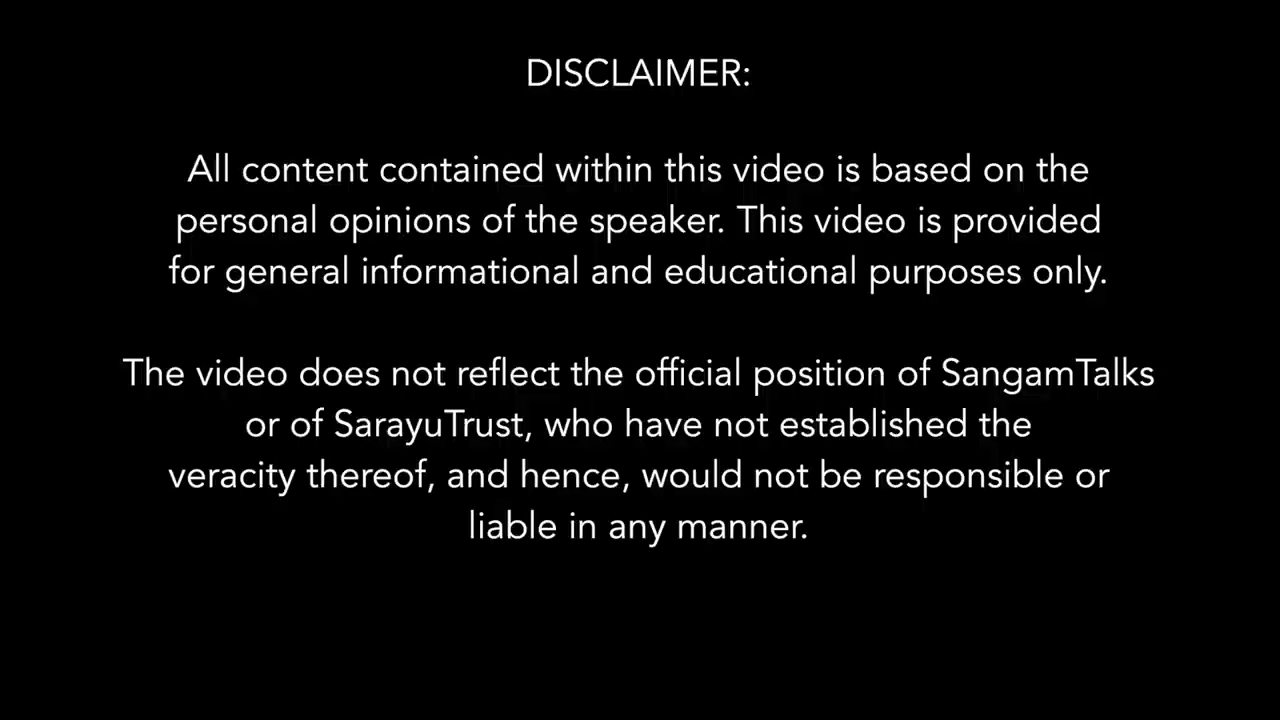 DISCLAIMER:
All content contained within this video is based on the
personal opinions of the speaker. This video is provided
for general informational and educational purposes only.
The video does not reflect the official position of SangamTalks
or of SarayuTrust, who have not established the
veracity thereof, and hence, would not be responsible or
liable in any manner.